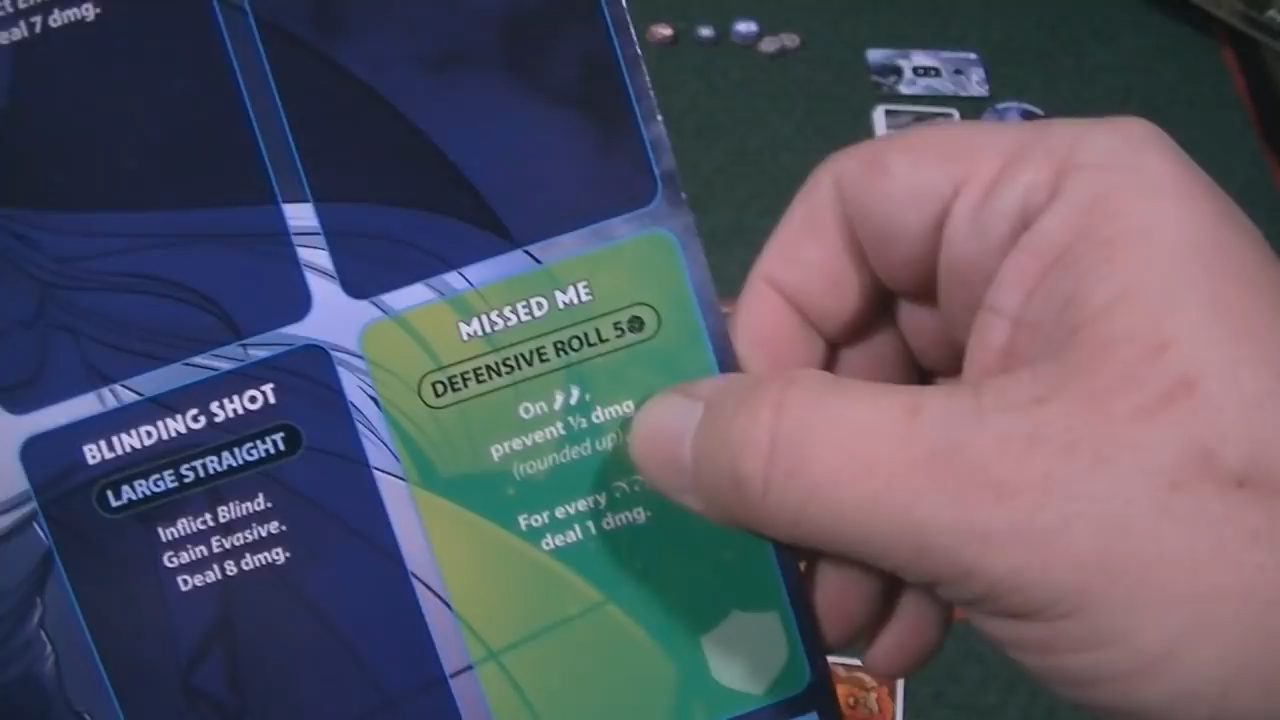 eal 7 dmg.
MISSED ME
DEFENSIVE ROLL 5
On
prevent ½ dmg
(rounded up)
For every
deal 1 dmg.
BLINDING SHOT
LARGE STRAIGHT
Inflict Blind.
Gain Evasive.
Deal 8 dmg.